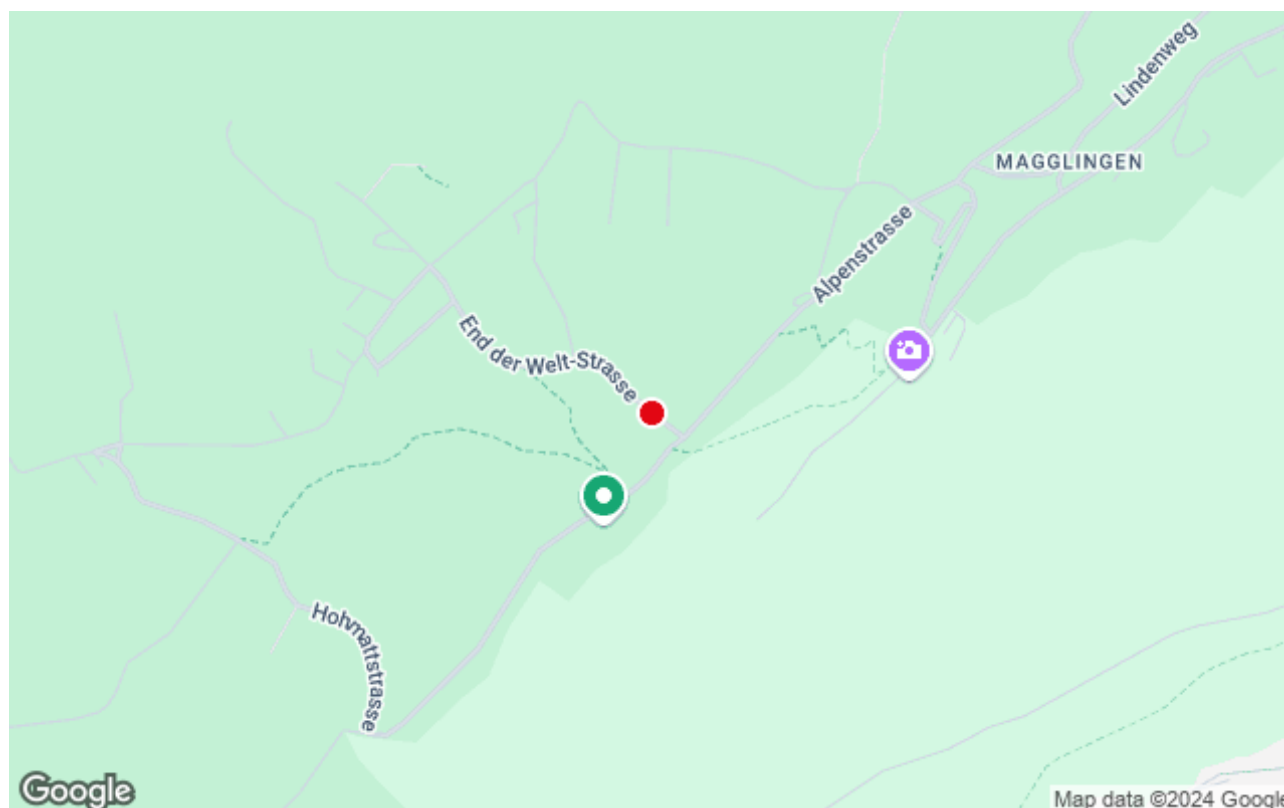 Lindenweg
MAGGLINGEN
Alpenstrasse
End der Welt-Strasse
Hohmattstrasse
Google
Map data ©2024 Google